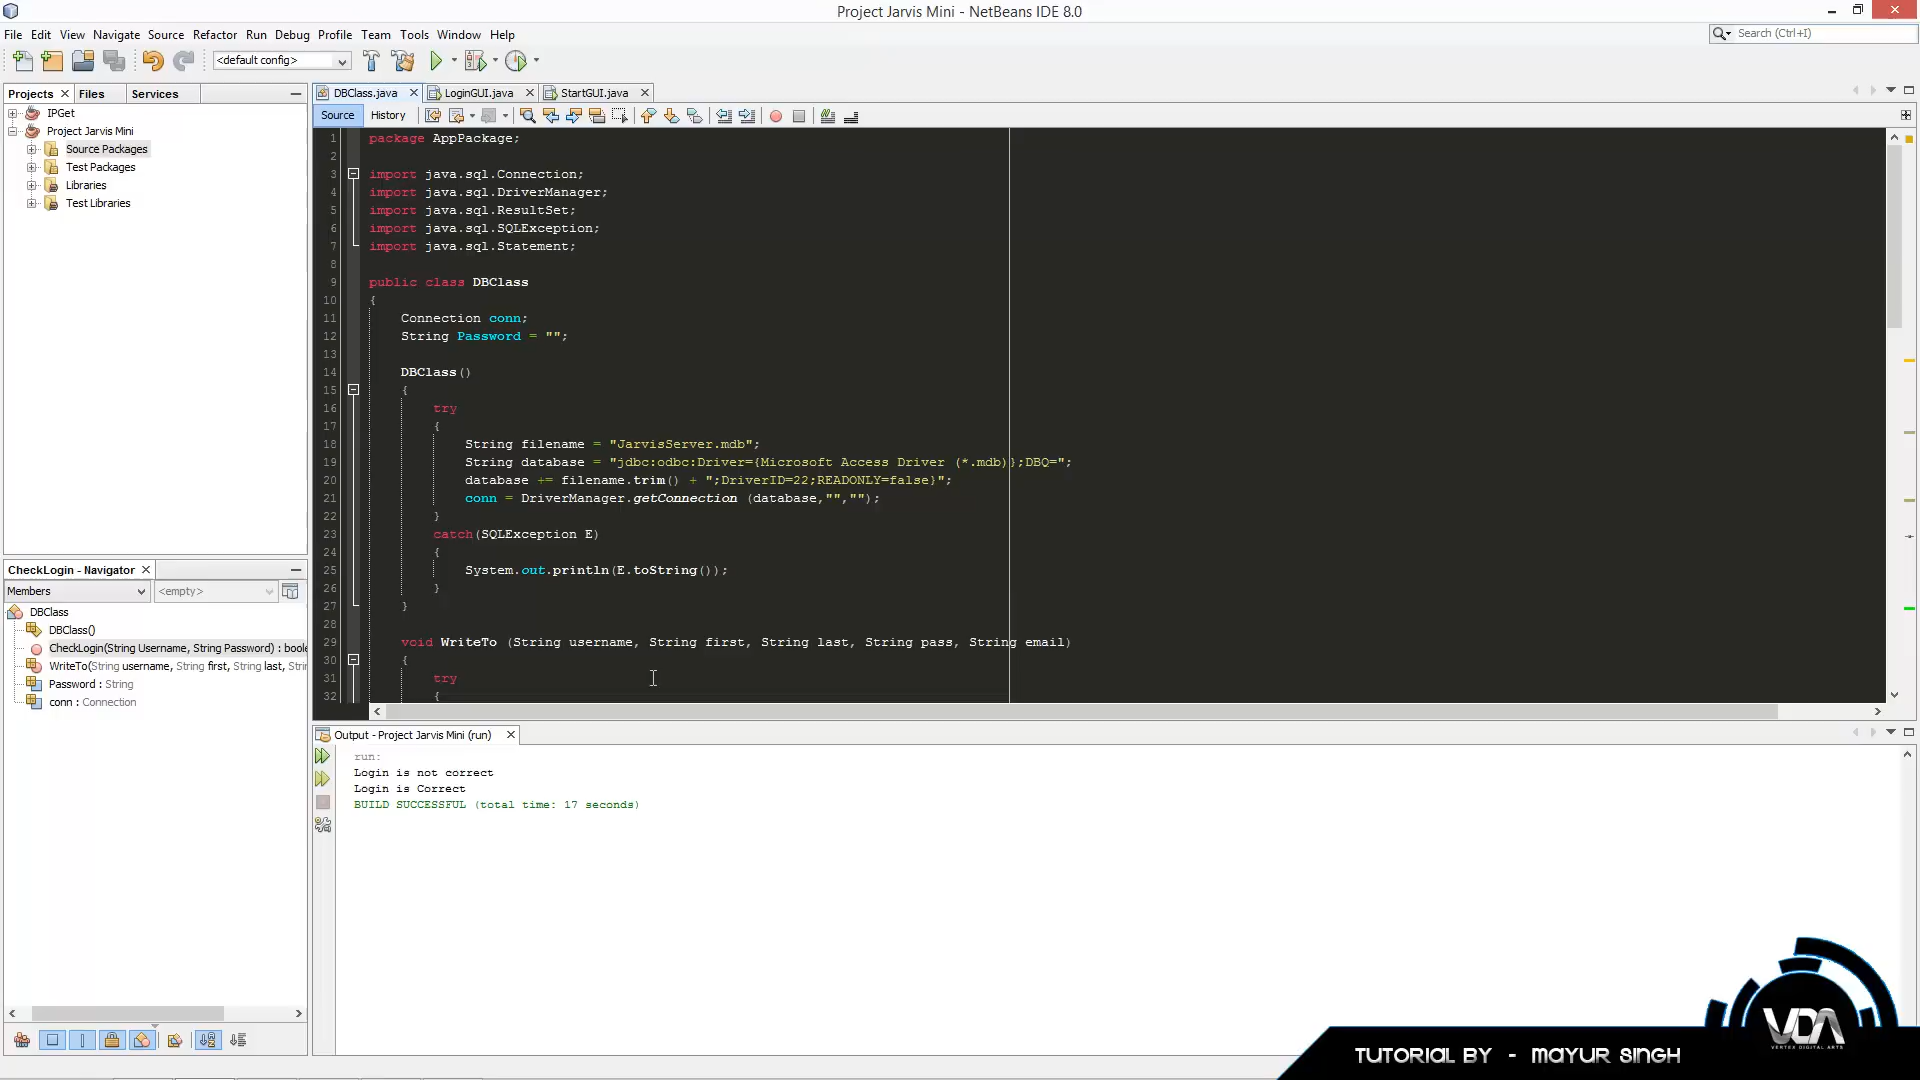 Project Jarvis Mini - NetBeans IDE 8.0
File Edit View Navigate Source Refactor Run Debug Profile Team Tools Window Help
Search (Ctrl+I)
<default config>
Projects Files Services
IPGet
Project Jarvis Mini
Source Packages
Test Packages
Libraries
Test Libraries
DBClass.java LoginGUI.java StartGUI.java
Source History
1 package AppPackage;
2
3 import java.sql.Connection;
4 import java.sql.DriverManager;
5 import java.sql.ResultSet;
6 import java.sql.SQLException;
7 import java.sql.Statement;
8
9 public class DBClass
10 {
11 Connection conn;
12 String Password = "";
13
14 DBClass()
15 {
16 try
17 {
18 String filename = "JarvisServer.mdb";
19 String database = "jdbc:odbc:Driver={Microsoft Access Driver (*.mdb)};DBQ=";
20 database += filename.trim() + ";DriverID=22;READONLY=false}";
21 conn = DriverManager.getConnection (database,"","");
22 }
23 catch(SQLException E)
24 {
25 System.out.println(E.toString());
26 }
27 }
28
29 void WriteTo (String username, String first, String last, String pass, String email)
30 {
31 try
32 {
CheckLogin - Navigator
Members <empty>
DBClass
DBClass()
CheckLogin(String Username, String Password) : boole
WriteTo(String username, String first, String last, Strin
Password : String
conn : Connection
Output - Project Jarvis Mini (run)
run:
Login is not correct
Login is Correct
BUILD SUCCESSFUL (total time: 17 seconds)
VDA
VERTEX DIGITAL ARTS
TUTORIAL BY - MAYUR SINGH